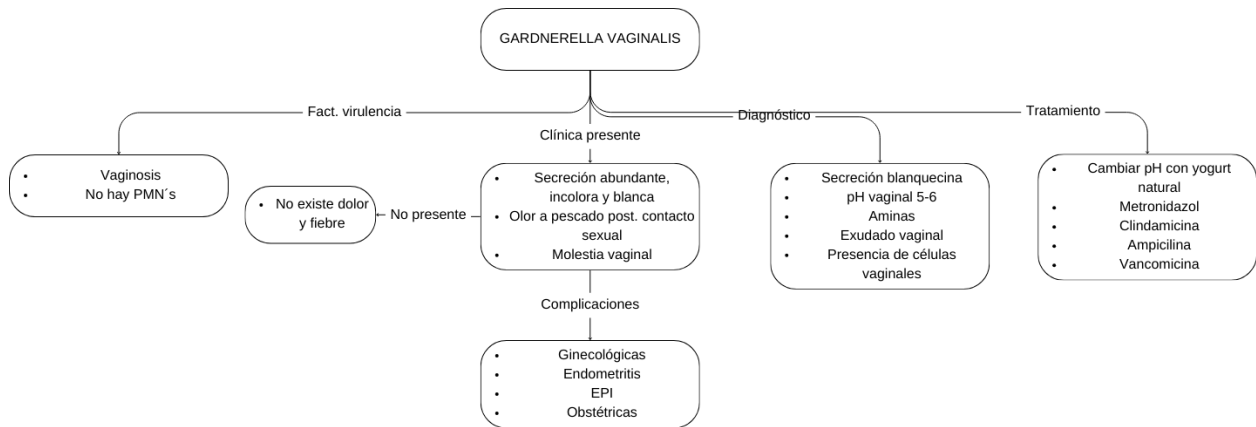 GARDNERELLA VAGINALIS
Fact. virulencia
Vaginosis
No hay PMN´s
Clínica presente
Secreción abundante,
incolora y blanca
Olor a pescado post. contacto
sexual
Molestia vaginal
No presente
No existe dolor
y fiebre
Complicaciones
Ginecológicas
Endometritis
EPI
Obstétricas
Diagnóstico
Secreción blanquecina
pH vaginal 5-6
Aminas
Exudado vaginal
Presencia de células
vaginales
Tratamiento
Cambiar pH con yogurt
natural
Metronidazol
Clindamicina
Ampicilina
Vancomicina